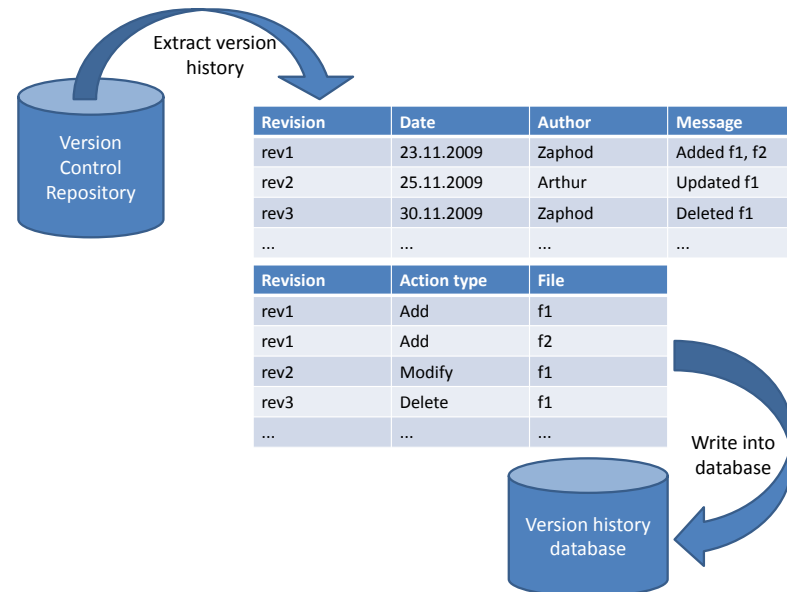 Extract version
history
Version
Control
Repository
Revision Date Author Message
rev1 23.11.2009 Zaphod Added f1, f2
rev2 25.11.2009 Arthur Updated f1
rev3 30.11.2009 Zaphod Deleted f1
... ... ... ...
Revision Action type File
rev1 Add f1
rev1 Add f2
rev2 Modify f1
rev3 Delete f1
... ... ...
Write into
database
Version history
database